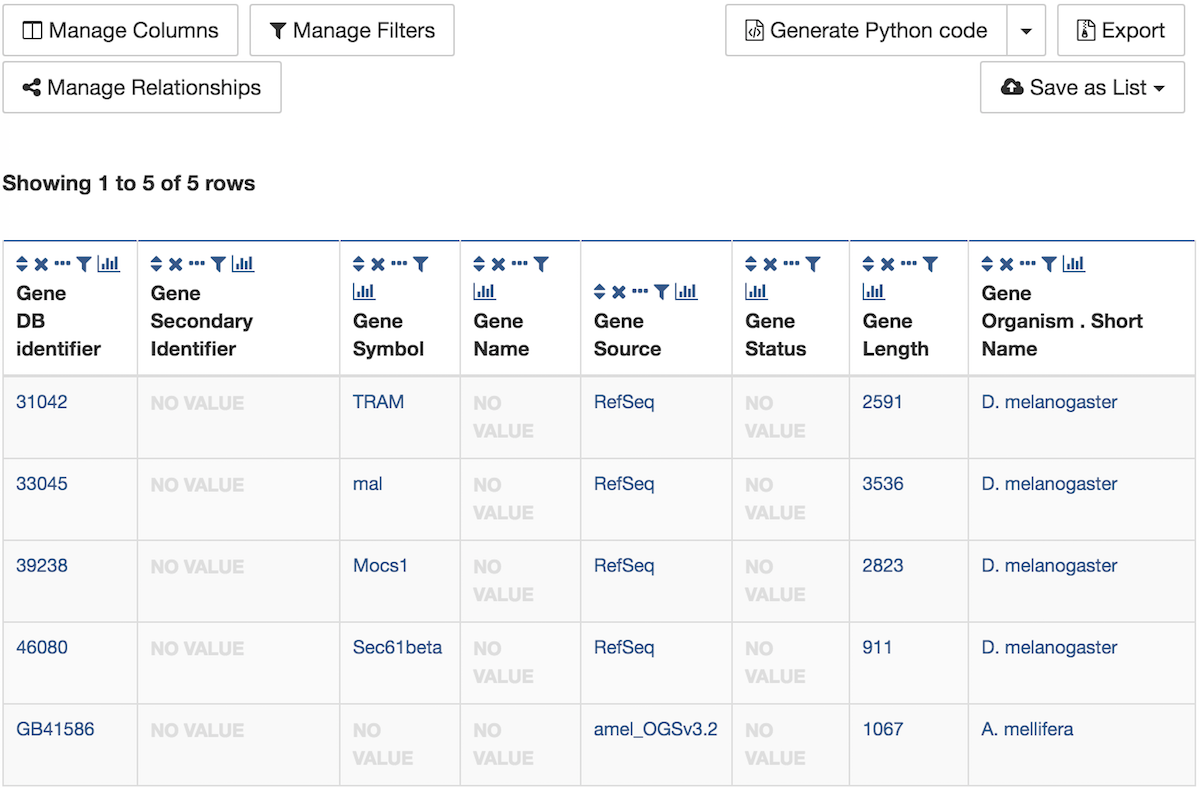 Manage Columns Manage Filters Generate Python code Export
Manage Relationships Save as List
Showing 1 to 5 of 5 rows
Gene DB identifier
Gene Secondary Identifier
Gene Symbol
Gene Name
Gene Source
Gene Status
Gene Length
Gene Organism . Short Name
31042 NO VALUE TRAM NO VALUE RefSeq NO VALUE 2591 D. melanogaster
33045 NO VALUE mal NO VALUE RefSeq NO VALUE 3536 D. melanogaster
39238 NO VALUE Mocs1 NO VALUE RefSeq NO VALUE 2823 D. melanogaster
46080 NO VALUE Sec61beta NO VALUE RefSeq NO VALUE 911 D. melanogaster
GB41586 NO VALUE NO VALUE NO VALUE amel_OGSv3.2 NO VALUE 1067 A. mellifera